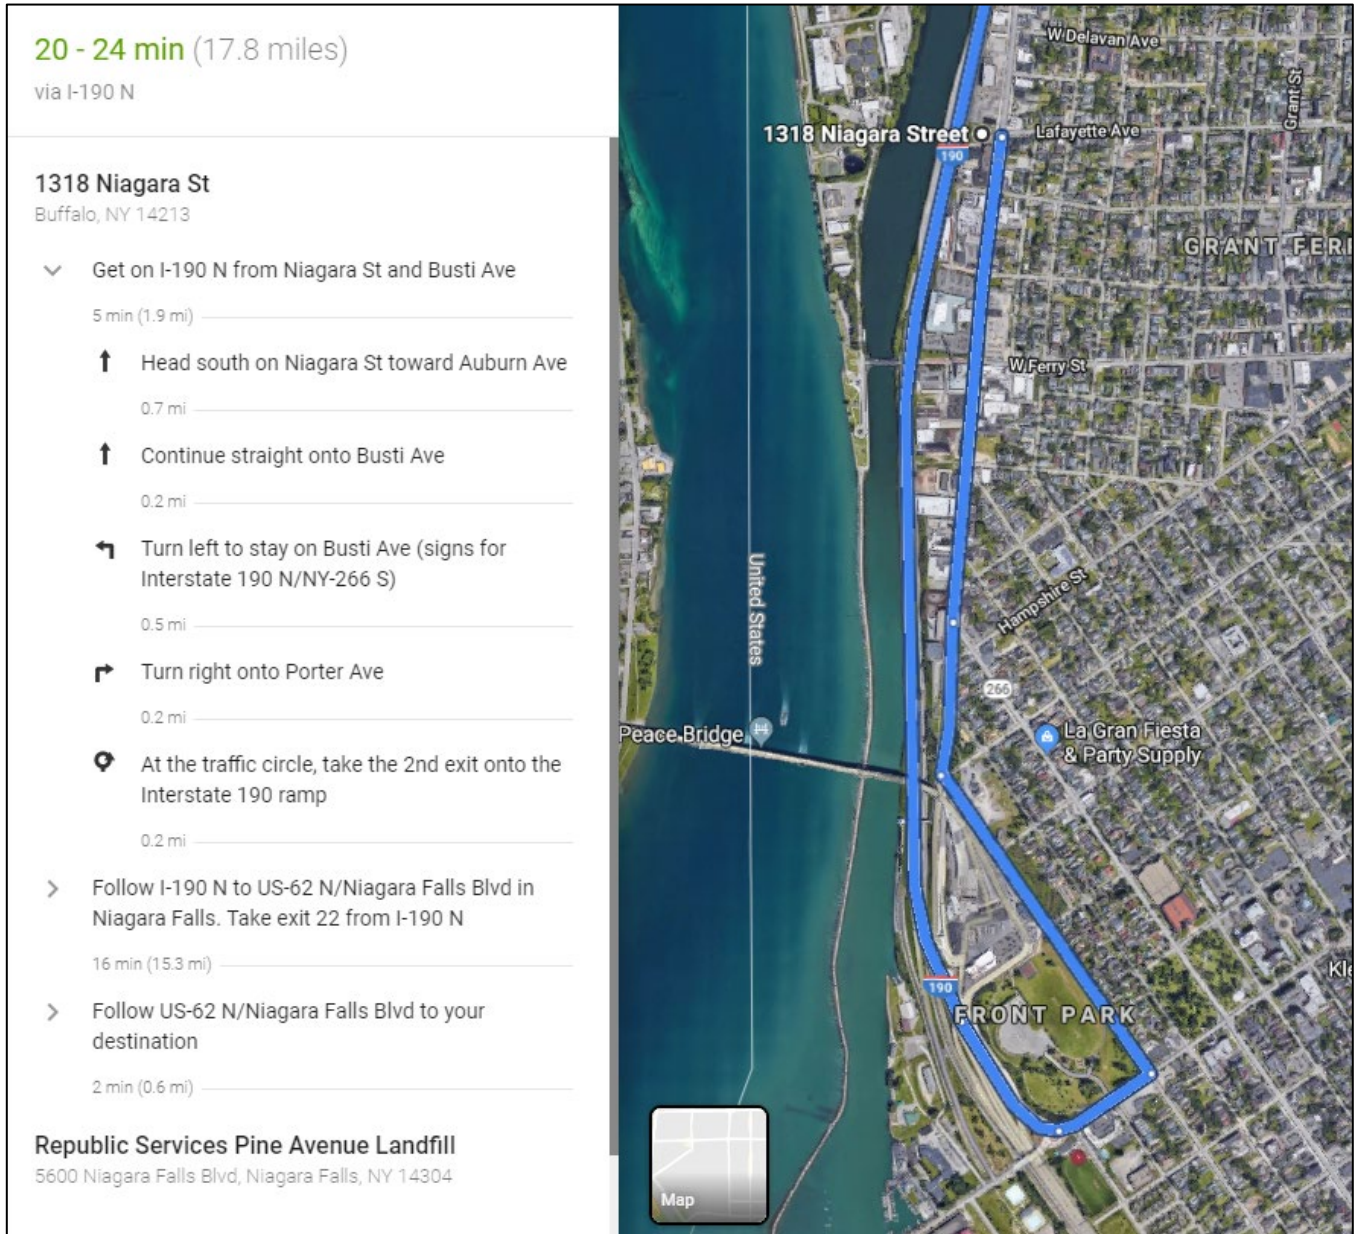 20 - 24 min (17.8 miles)
via I-190 N
1318 Niagara St
Buffalo, NY 14213
Get on I-190 N from Niagara St and Busti Ave
5 min (1.9 mi)
Head south on Niagara St toward Auburn Ave
0.7 mi
Continue straight onto Busti Ave
0.2 mi
Turn left to stay on Busti Ave (signs for
Interstate 190 N/NY-266 S)
0.5 mi
Turn right onto Porter Ave
0.2 mi
At the traffic circle, take the 2nd exit onto the
Interstate 190 ramp
0.2 mi
Follow I-190 N to US-62 N/Niagara Falls Blvd in
Niagara Falls. Take exit 22 from I-190 N
16 min (15.3 mi)
Follow US-62 N/Niagara Falls Blvd to your
destination
2 min (0.6 mi)
Republic Services Pine Avenue Landfill
5600 Niagara Falls Blvd, Niagara Falls, NY 14304
W Delavan Ave
Grant St
1318 Niagara Street
Lafayette Ave
190
GRANT FER
W Ferry St
United States
Hampshire St
266
Peace Bridge
La Gran Fiesta
& Party Supply
Kle
190
FRONT PARK
Map